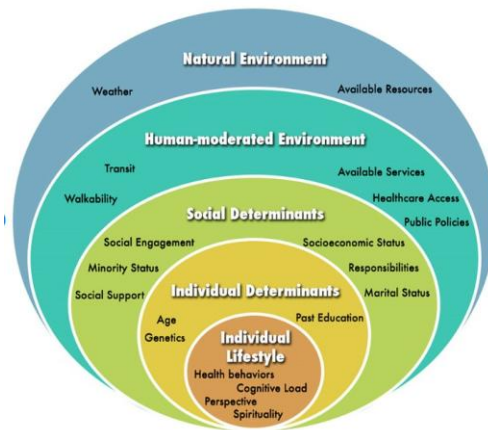 Natural Environment
Weather
Available Resources
Human-moderated Environment
Transit
Available Services
Walkability
Healthcare Access
Public Policies
Social Determinants
Social Engagement
Socioeconomic Status
Minority Status
Responsibilities
Social Support
Marital Status
Individual Determinants
Age
Past Education
Genetics
Individual
Lifestyle
Health behaviors
Cognitive Load
Perspective
Spirituality